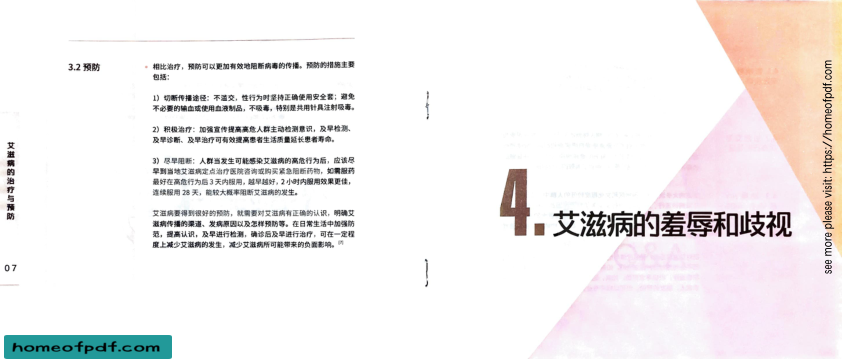 3.2 预防
相比治疗，预防可以更加有效地阻断病毒的传播。预防的措施主要
包括：
1）切断传播途径：不滥交，性行为时坚持正确使用安全套；避免
不必要的输血或使用血液制品，不吸毒，特别是共用针具注射吸毒。
2）积极治疗：加强宣传提高高危人群主动检测意识，及早检测、
及早诊断、及早治疗可有效提高患者生活质量延长患者寿命。
3）尽早阻断：人群当发生可能感染艾滋病的高危行为后，应该尽
早到当地艾滋病定点治疗医院咨询或购买紧急阻断药物，如需服药
最好在高危行为后3天内服用，越早越好，2小时内服用效果更佳，
连续服用28天，能较大概率阻断艾滋病的发生。
艾滋病要得到很好的预防，就需要对艾滋病有正确的认识，明确艾
滋病传播的渠道、发病原因以及怎样预防等。在日常生活中加强防
范，提高认识，及早进行检测，确诊后及早进行治疗，可在一定程
度上减少艾滋病的发生，减少艾滋病所可能带来的负面影响。
艾滋病的治疗与预防
07
4. 艾滋病的羞辱和歧视
see more please visit: https://homeofpdf.com
homeofpdf.com